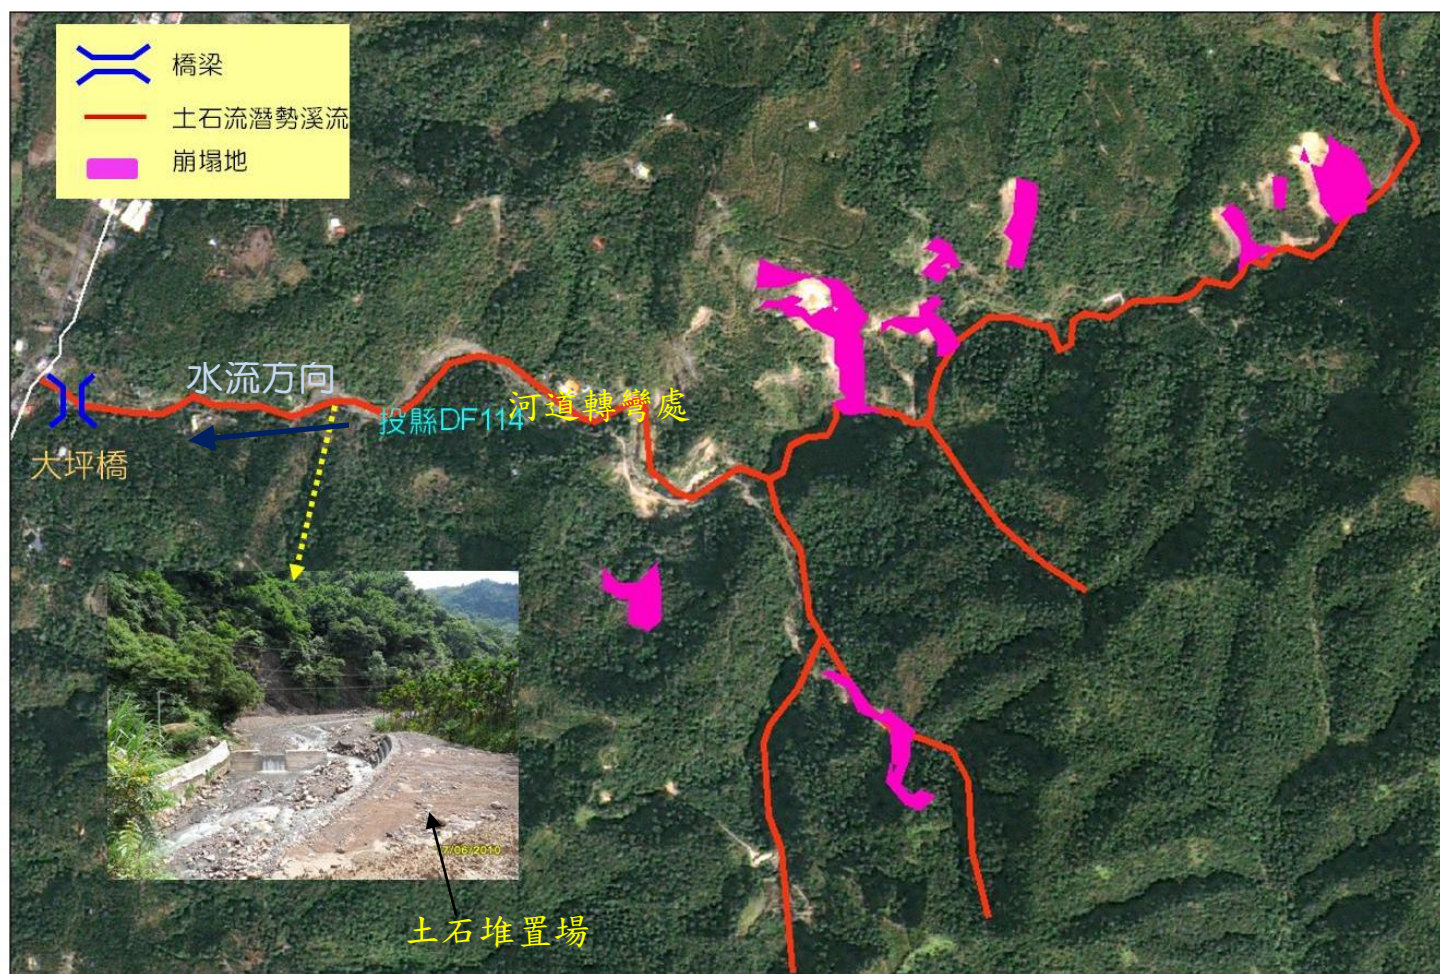 橋梁
土石流潛勢溪流
崩塌地
水流方向
河道轉彎處
投縣DF114
大坪橋
7/06/2010
土石堆置場